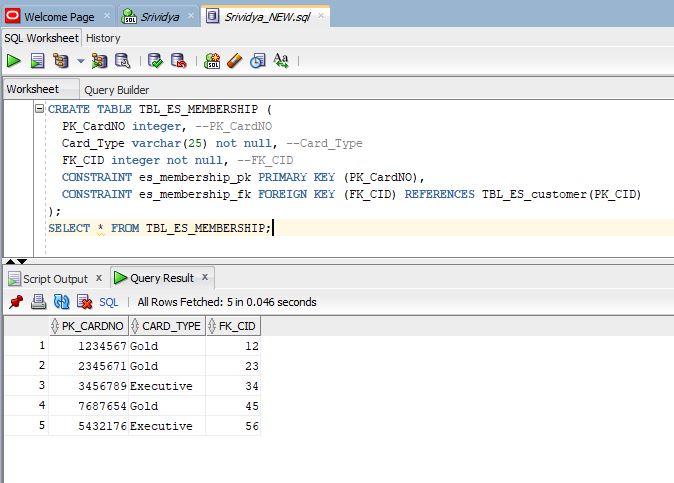 Welcome Page × Srividya × Srividya_NEW.sql ×
SQL Worksheet History
Worksheet Query Builder
CREATE TABLE TBL_ES_MEMBERSHIP (
PK_CardNO integer, --PK_CardNO
Card_Type varchar(25) not null, --Card_Type
FK_CID integer not null, --FK_CID
CONSTRAINT es_membership_pk PRIMARY KEY (PK_CardNO),
CONSTRAINT es_membership_fk FOREIGN KEY (FK_CID) REFERENCES TBL_ES_customer(PK_CID)
);
SELECT * FROM TBL_ES_MEMBERSHIP;
Script Output × Query Result ×
SQL | All Rows Fetched: 5 in 0.046 seconds
PK_CARDNO CARD_TYPE FK_CID
1 1234567 Gold 12
2 2345671 Gold 23
3 3456789 Executive 34
4 7687654 Gold 45
5 5432176 Executive 56